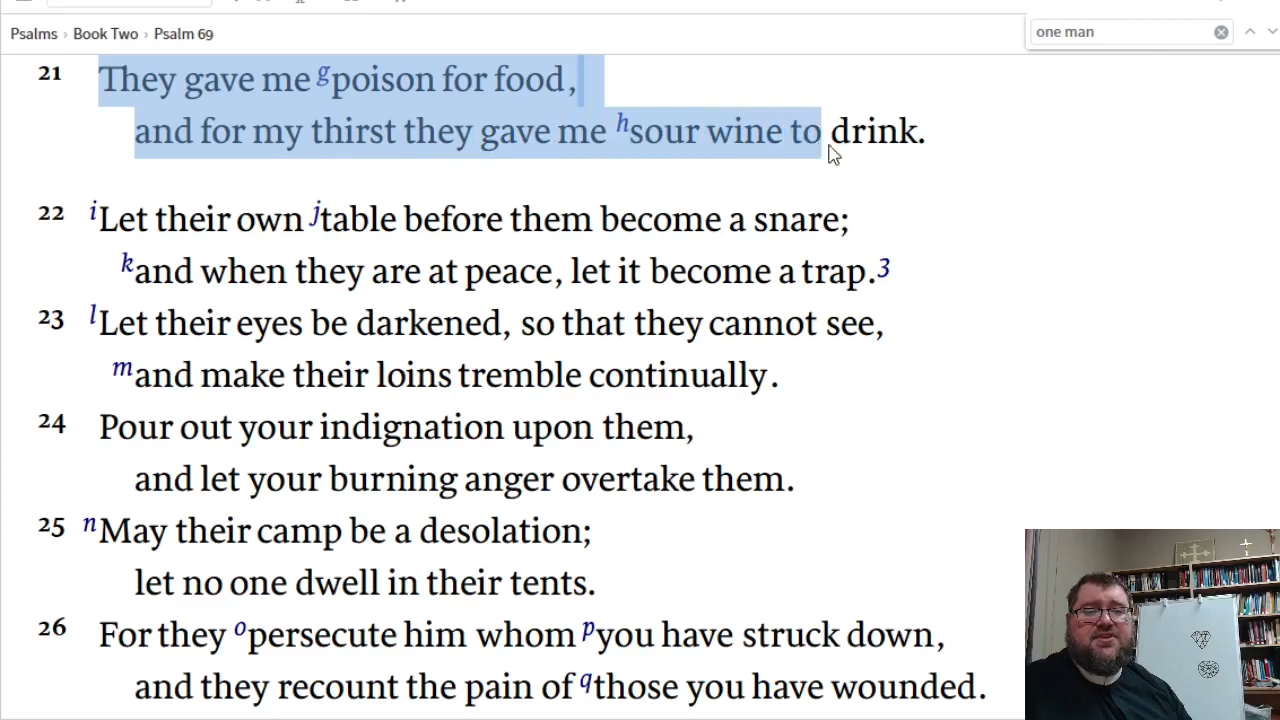 Psalms › Book Two › Psalm 69
one man
21 They gave me g poison for food,
and for my thirst they gave me h sour wine to drink.
22 i Let their own j table before them become a snare;
k and when they are at peace, let it become a trap.3
23 l Let their eyes be darkened, so that they cannot see,
m and make their loins tremble continually.
24 Pour out your indignation upon them,
and let your burning anger overtake them.
25 n May their camp be a desolation;
let no one dwell in their tents.
26 For they o persecute him whom p you have struck down,
and they recount the pain of q those you have wounded.